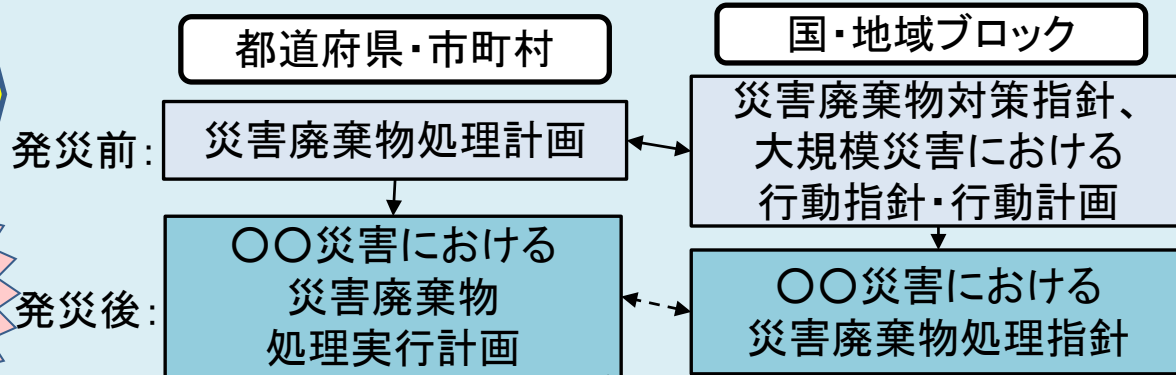 都道府県・市町村
国・地域ブロック
発災前:
災害廃棄物処理計画
災害廃棄物対策指針、
大規模災害における
行動指針・行動計画
発災後:
〇〇災害における
災害廃棄物
処理実行計画
〇〇災害における
災害廃棄物処理指針